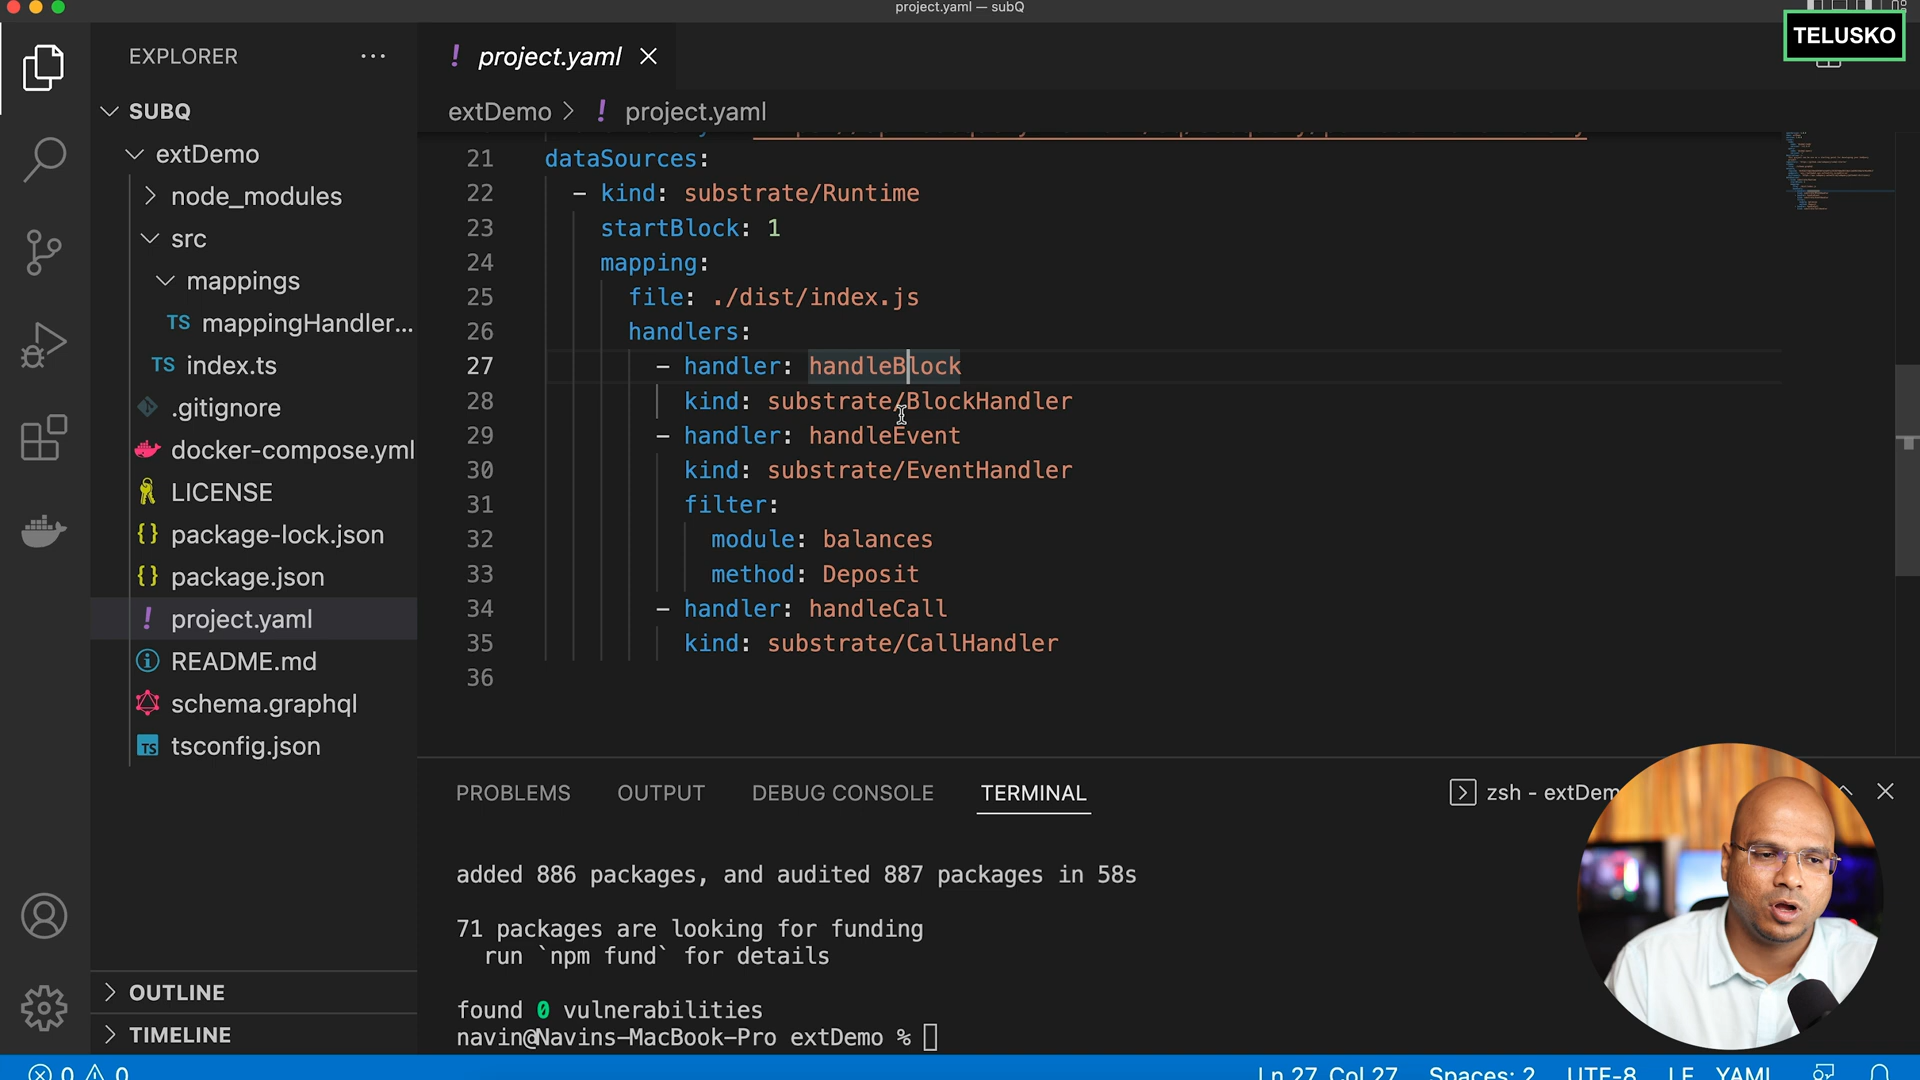 project.yaml — subQ
TELUSKO
EXPLORER
SUBQ
extDemo
node_modules
src
mappings
TS mappingHandler...
TS index.ts
.gitignore
docker-compose.yml
LICENSE
{} package-lock.json
{} package.json
! project.yaml
README.md
schema.graphql
TS tsconfig.json
OUTLINE
TIMELINE
! project.yaml
extDemo > ! project.yaml
21 dataSources:
22 - kind: substrate/Runtime
23 startBlock: 1
24 mapping:
25 file: ./dist/index.js
26 handlers:
27 - handler: handleBlock
28 kind: substrate/BlockHandler
29 - handler: handleEvent
30 kind: substrate/EventHandler
31 filter:
32 module: balances
33 method: Deposit
34 - handler: handleCall
35 kind: substrate/CallHandler
36
PROBLEMS OUTPUT DEBUG CONSOLE TERMINAL
zsh - extDem
added 886 packages, and audited 887 packages in 58s
71 packages are looking for funding
run `npm fund` for details
found 0 vulnerabilities
navin@Navins-MacBook-Pro extDemo %
0 0 Ln 27, Col 27 Spaces: 2 UTF-8 LF YAML